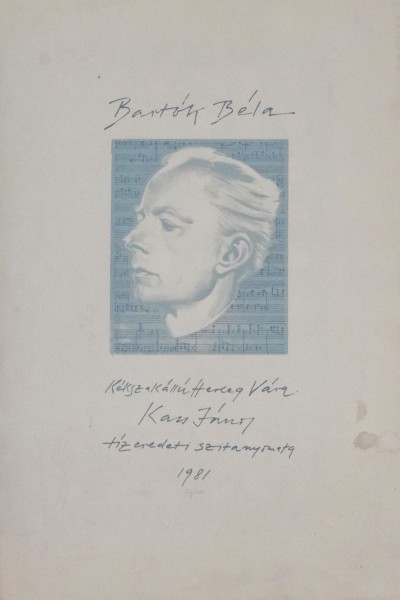 Bartók Béla
Kékszakállú Herceg Vára
Kass János
tíz eredeti szitanyomata
1981